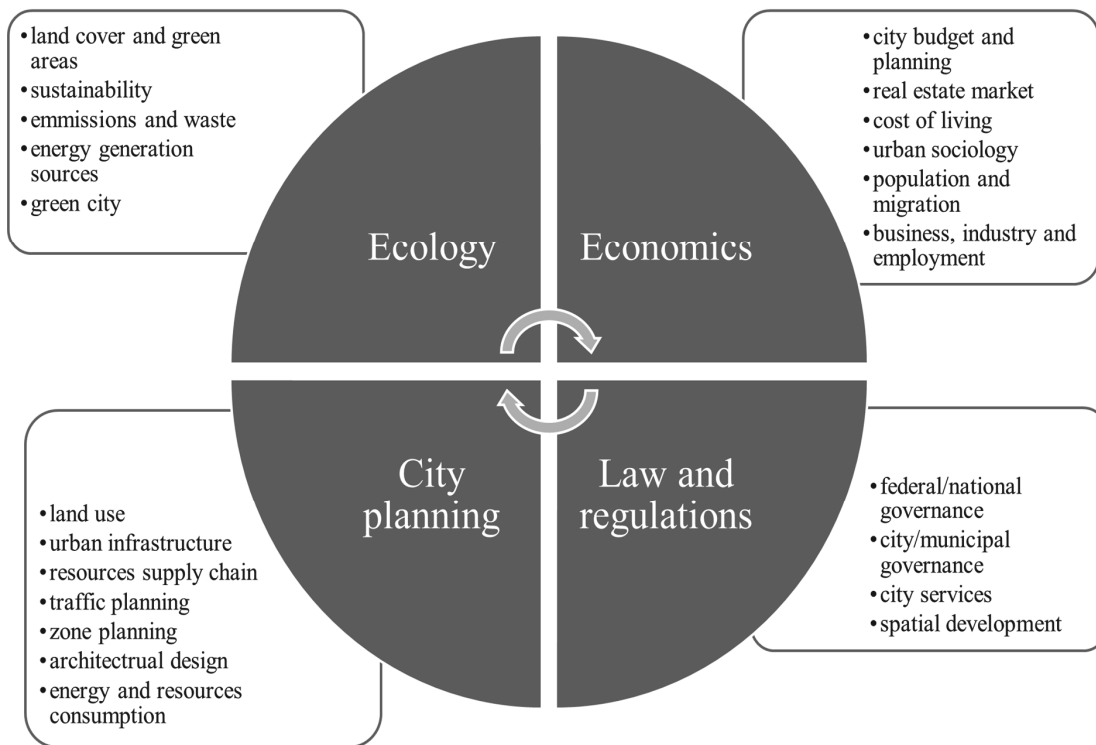 •land cover and green
areas
•sustainability
•emmissions and waste
•energy generation
sources
•green city
Ecology
•city budget and
planning
•real estate market
•cost of living
•urban sociology
•population and
migration
•business, industry and
employment
Economics
•land use
•urban infrastructure
•resources supply chain
•traffic planning
•zone planning
•architectrual design
•energy and resources
consumption
City
planning
•federal/national
governance
•city/municipal
governance
•city services
•spatial development
Law and
regulations